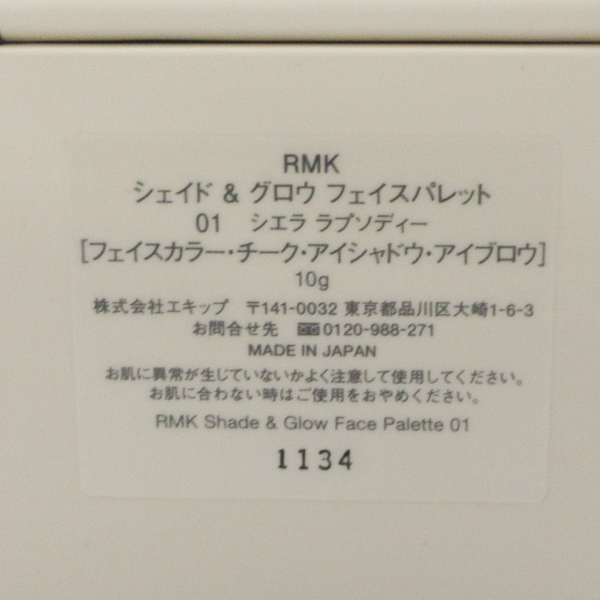 RMK
シェイド & グロウ フェイスパレット
01 シエラ ラプソディー
[フェイスカラー・チーク・アイシャドウ・アイブロウ]
10g
株式会社エキップ 〒141-0032 東京都品川区大崎1-6-3
お問合せ先 0120-988-271
MADE IN JAPAN
お肌に異常が生じていないかよく注意して使用してください。
お肌に合わない時はご使用をおやめください。
RMK Shade & Glow Face Palette 01
1134